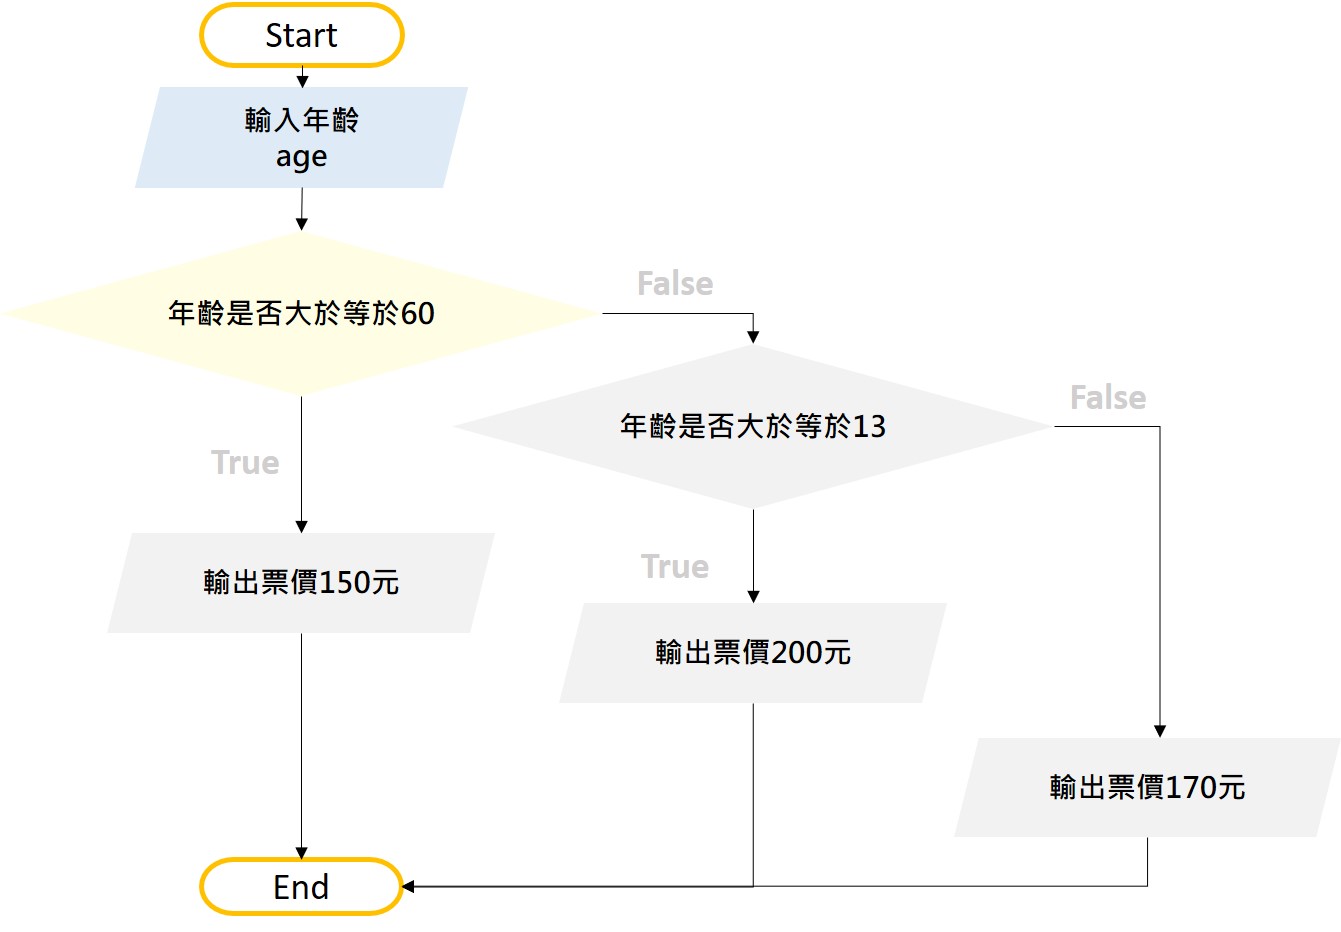 Start
輸入年齡
age
年齡是否大於等於60
False
年齡是否大於等於13
False
True
輸出票價150元
True
輸出票價200元
輸出票價170元
End